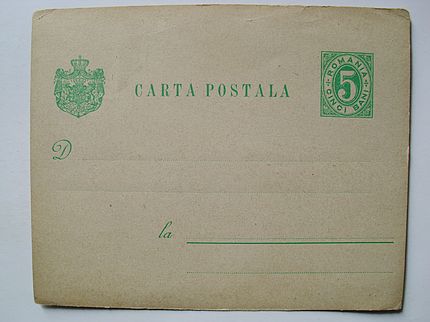 CARTA POSTALA
ROMANIA
5
CINCI BANI
D
la